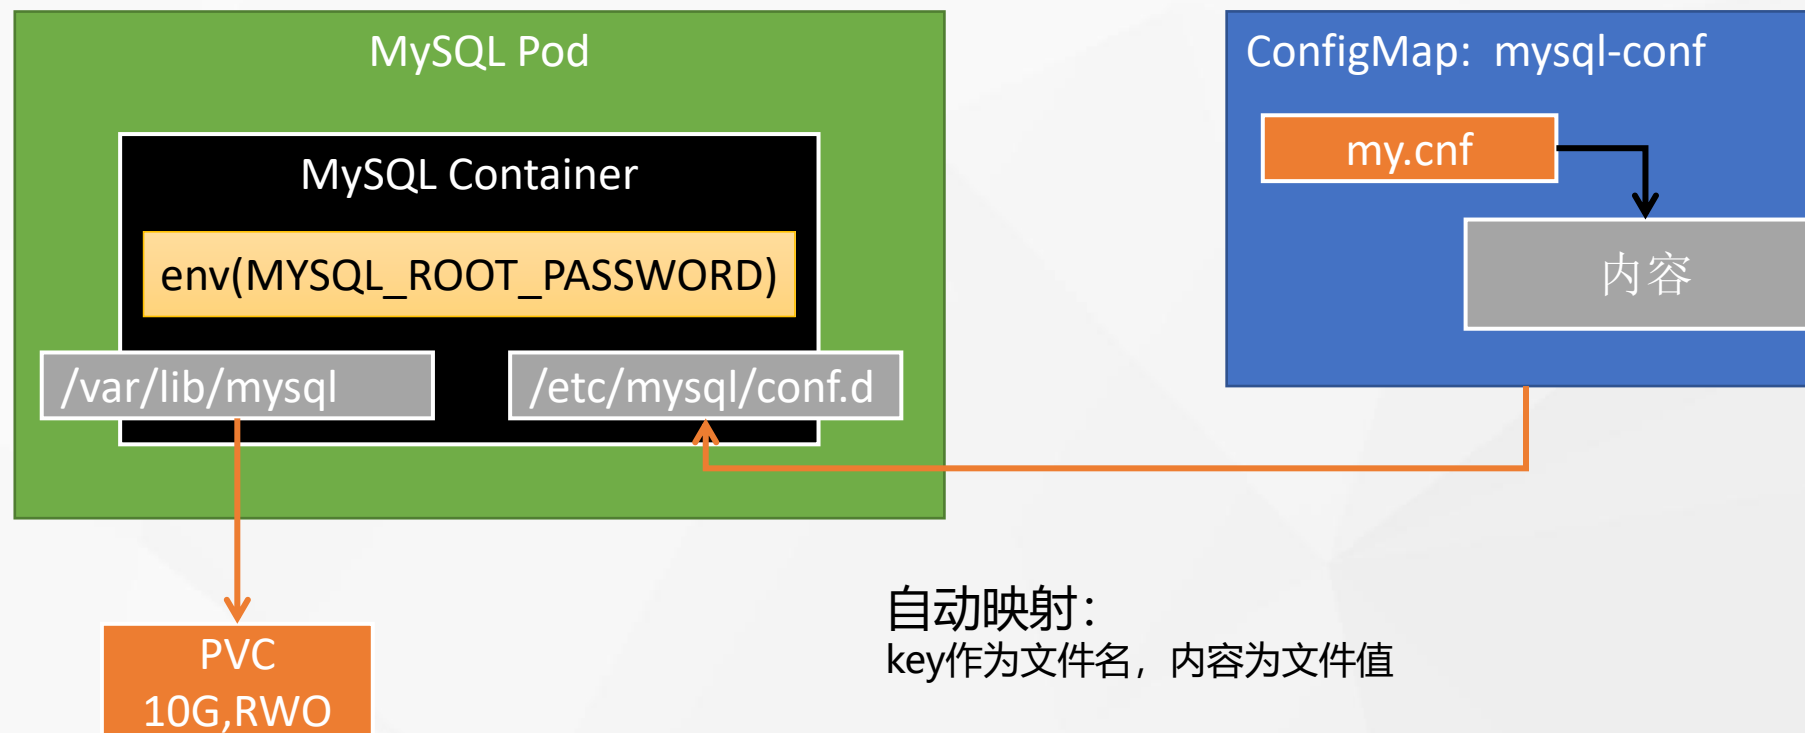 MySQL Pod
MySQL Container
env(MYSQL_ROOT_PASSWORD)
/var/lib/mysql
/etc/mysql/conf.d
PVC
10G,RWO
ConfigMap: mysql-conf
my.cnf
内容
自动映射：
key作为文件名，内容为文件值